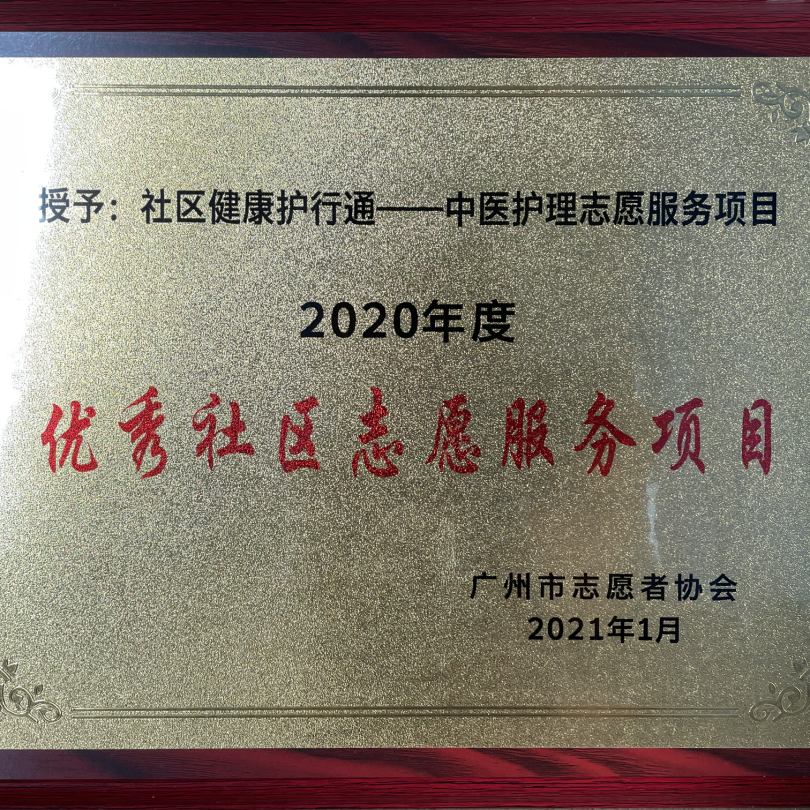 授予：社区健康护行通——中医护理志愿服务项目
2020年度
优秀社区志愿服务项目
广州市志愿者协会
2021年1月